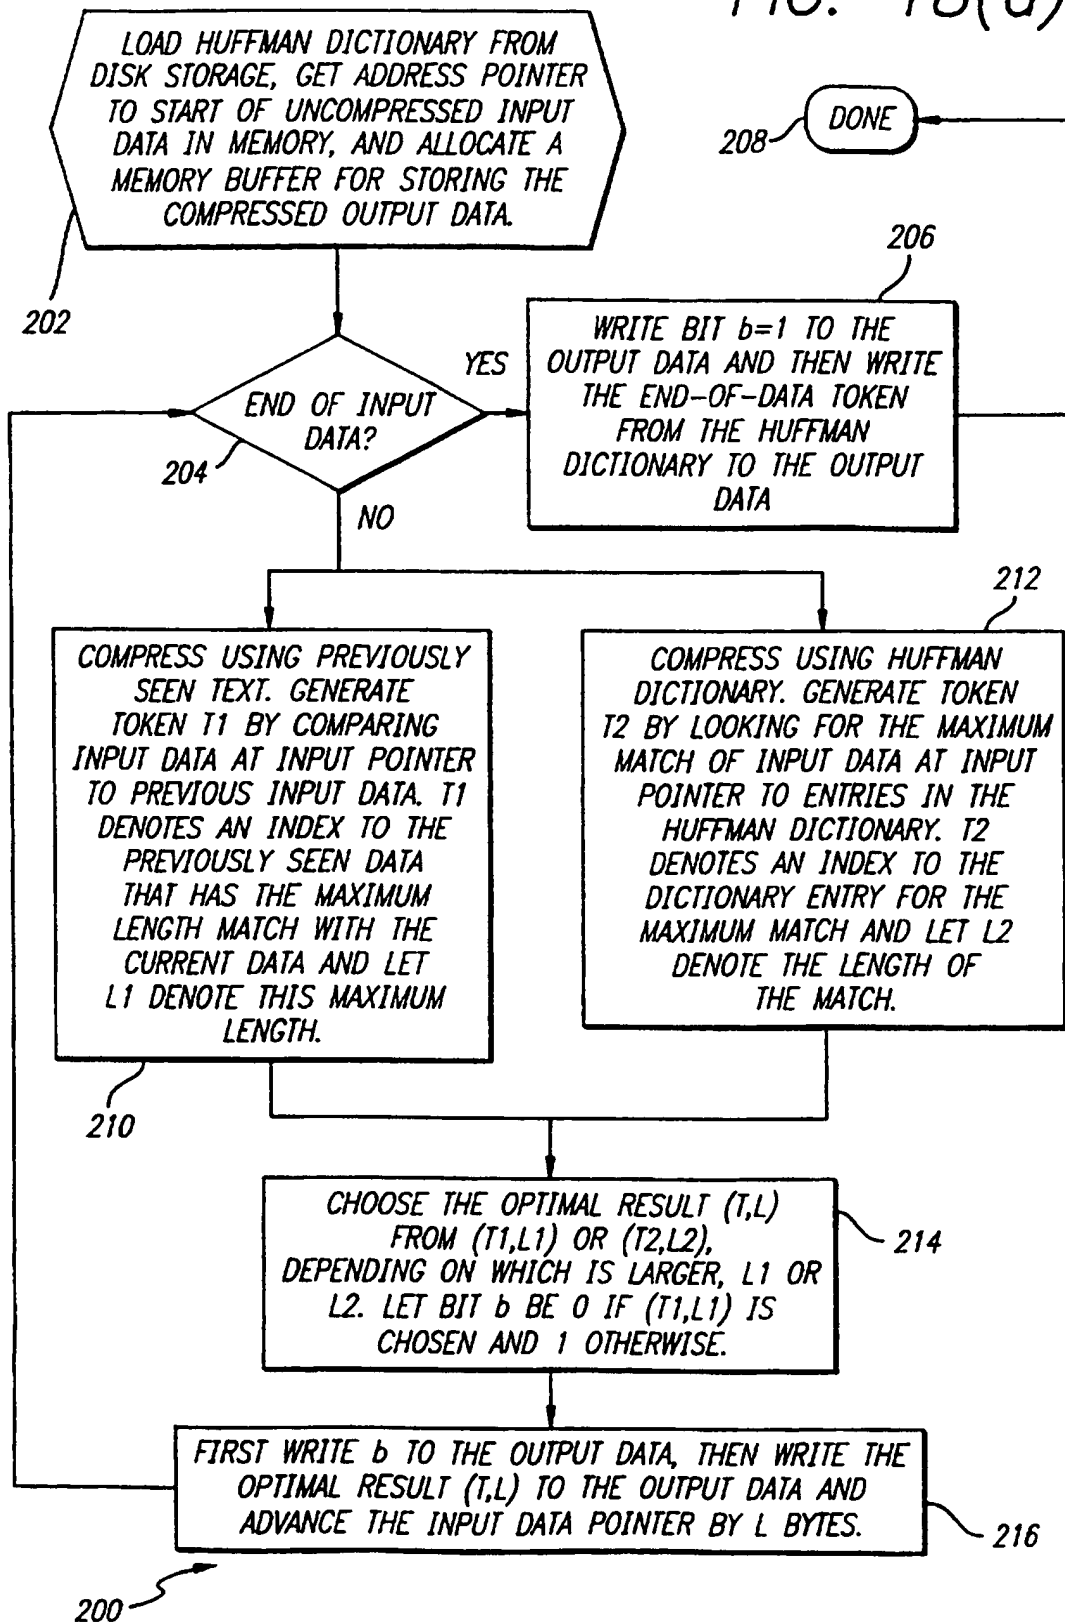 FIG. 18(a)
LOAD HUFFMAN DICTIONARY FROM
DISK STORAGE, GET ADDRESS POINTER
TO START OF UNCOMPRESSED INPUT
DATA IN MEMORY, AND ALLOCATE A
MEMORY BUFFER FOR STORING THE
COMPRESSED OUTPUT DATA.
202
DONE
208
206
WRITE BIT b=1 TO THE
OUTPUT DATA AND THEN WRITE
THE END-OF-DATA TOKEN
FROM THE HUFFMAN
DICTIONARY TO THE OUTPUT
DATA
YES
END OF INPUT
DATA?
204
NO
COMPRESS USING PREVIOUSLY
SEEN TEXT. GENERATE
TOKEN T1 BY COMPARING
INPUT DATA AT INPUT POINTER
TO PREVIOUS INPUT DATA. T1
DENOTES AN INDEX TO THE
PREVIOUSLY SEEN DATA
THAT HAS THE MAXIMUM
LENGTH MATCH WITH THE
CURRENT DATA AND LET
L1 DENOTE THIS MAXIMUM
LENGTH.
210
212
COMPRESS USING HUFFMAN
DICTIONARY. GENERATE TOKEN
T2 BY LOOKING FOR THE MAXIMUM
MATCH OF INPUT DATA AT INPUT
POINTER TO ENTRIES IN THE
HUFFMAN DICTIONARY. T2
DENOTES AN INDEX TO THE
DICTIONARY ENTRY FOR THE
MAXIMUM MATCH AND LET L2
DENOTE THE LENGTH OF
THE MATCH.
CHOOSE THE OPTIMAL RESULT (T,L)
FROM (T1,L1) OR (T2,L2),
DEPENDING ON WHICH IS LARGER, L1 OR
L2. LET BIT b BE 0 IF (T1,L1) IS
CHOSEN AND 1 OTHERWISE.
214
FIRST WRITE b TO THE OUTPUT DATA, THEN WRITE THE
OPTIMAL RESULT (T,L) TO THE OUTPUT DATA AND
ADVANCE THE INPUT DATA POINTER BY L BYTES.
216
200